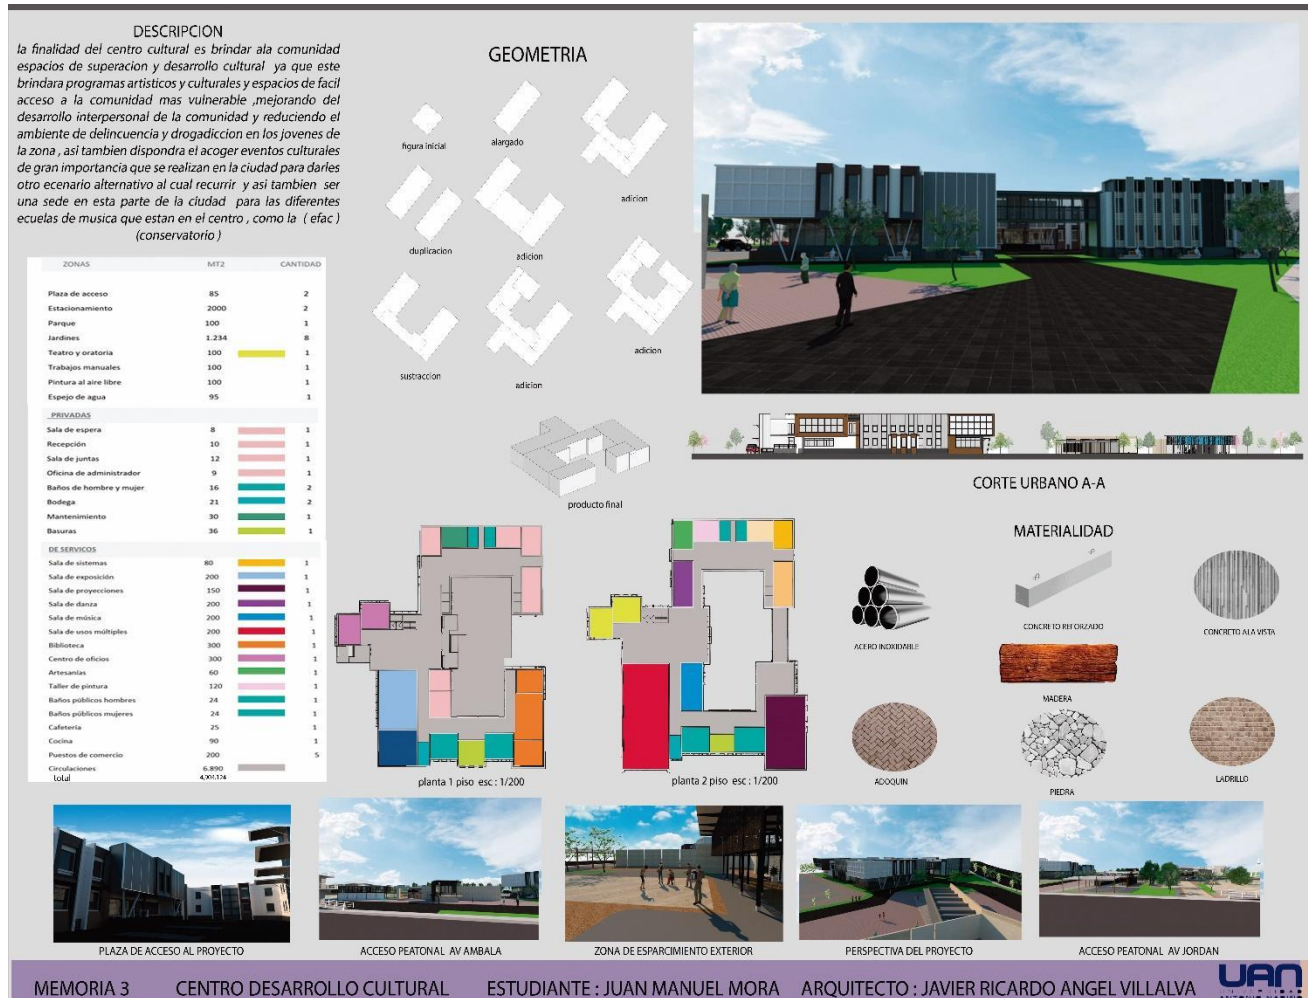 DESCRIPCION
la finalidad del centro cultural es brindar ala comunidad
espacios de superacion y desarrollo cultural ya que este
brindara programas artisticos y culturales y espacios de facil
acceso a la comunidad mas vulnerable ,mejorando del
desarrollo interpersonal de la comunidad y reduciendo el
ambiente de delincuencia y drogadiccion en los jovenes de
la zona , asi tambien dispondra el acoger eventos culturales
de gran importancia que se realizan en la ciudad para darles
otro ecenario alternativo al cual recurrir y asi tambien ser
una sede en esta parte de la ciudad para las diferentes
ecuelas de musica que estan en el centro , como la ( efac )
(conservatorio )
ZONAS MT2 CANTIDAD
Plaza de acceso 85 2
Estacionamiento 2000 2
Parque 100 1
Jardines 1.234 8
Teatro y oratoria 100 1
Trabajos manuales 100 1
Pintura al aire libre 100 1
Espejo de agua 95 1
PRIVADAS
Sala de espera 8 1
Recepción 10 1
Sala de juntas 12 1
Oficina de administrador 9 1
Baños de hombre y mujer 16 2
Bodega 21 2
Mantenimiento 30 1
Basuras 36 1
DE SERVICOS
Sala de sistemas 80 1
Sala de exposición 200 1
Sala de proyecciones 150 1
Sala de danza 200 1
Sala de música 200 1
Sala de usos múltiples 200 1
Biblioteca 300 1
Centro de oficios 300 1
Artesanías 60 1
Taller de pintura 120 1
Baños públicos hombres 24 1
Baños públicos mujeres 24 1
Cafetería 25 1
Cocina 90 1
Puestos de comercio 200 5
Circulaciones 6.890
total
GEOMETRIA
figura inicial
alargado
adicion
duplicacion
adicion
sustraccion
adicion
adicion
producto final
planta 1 piso esc : 1/200
planta 2 piso esc : 1/200
CORTE URBANO A-A
MATERIALIDAD
ACERO INOXIDABLE
CONCRETO REFORZADO
CONCRETO ALA VISTA
MADERA
ADOQUIN
PIEDRA
LADRILLO
PLAZA DE ACCESO AL PROYECTO
ACCESO PEATONAL AV AMBALA
ZONA DE ESPARCIMIENTO EXTERIOR
PERSPECTIVA DEL PROYECTO
ACCESO PEATONAL AV JORDAN
MEMORIA 3 CENTRO DESARROLLO CULTURAL ESTUDIANTE : JUAN MANUEL MORA ARQUITECTO : JAVIER RICARDO ANGEL VILLALVA
UAN